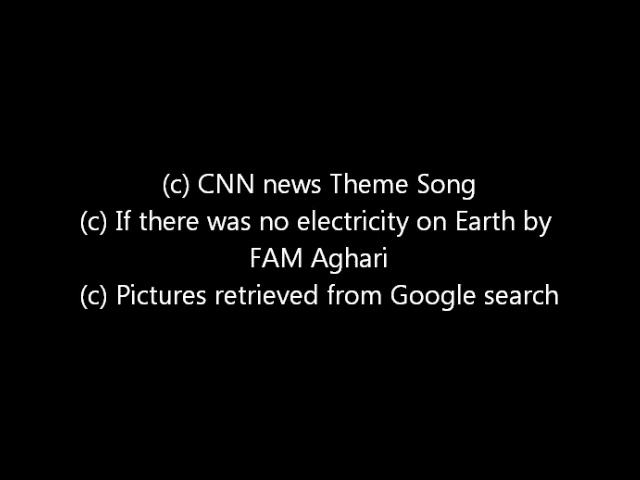 (c) CNN news Theme Song
(c) If there was no electricity on Earth by
FAM Aghari
(c) Pictures retrieved from Google search